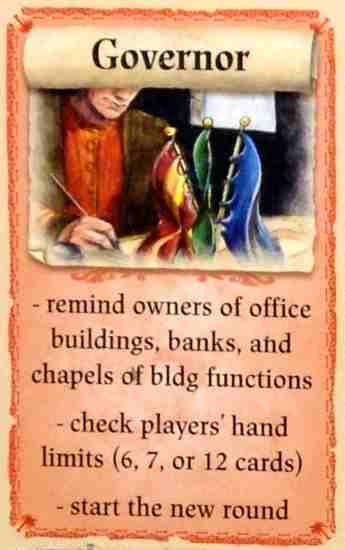 Governor
- remind owners of office
buildings, banks, and
chapels of bldg functions
- check players' hand
limits (6, 7, or 12 cards)
- start the new round